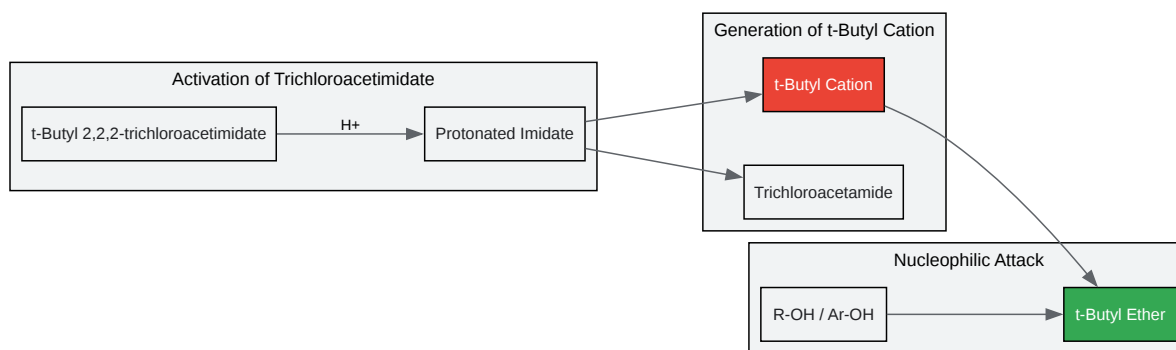 Generation of t-Butyl Cation
Activation of Trichloroacetimidate
t-Butyl Cation
t-Butyl 2,2,2-trichloroacetimidate
H+
Protonated Imidate
Trichloroacetamide
Nucleophilic Attack
R-OH / Ar-OH
t-Butyl Ether